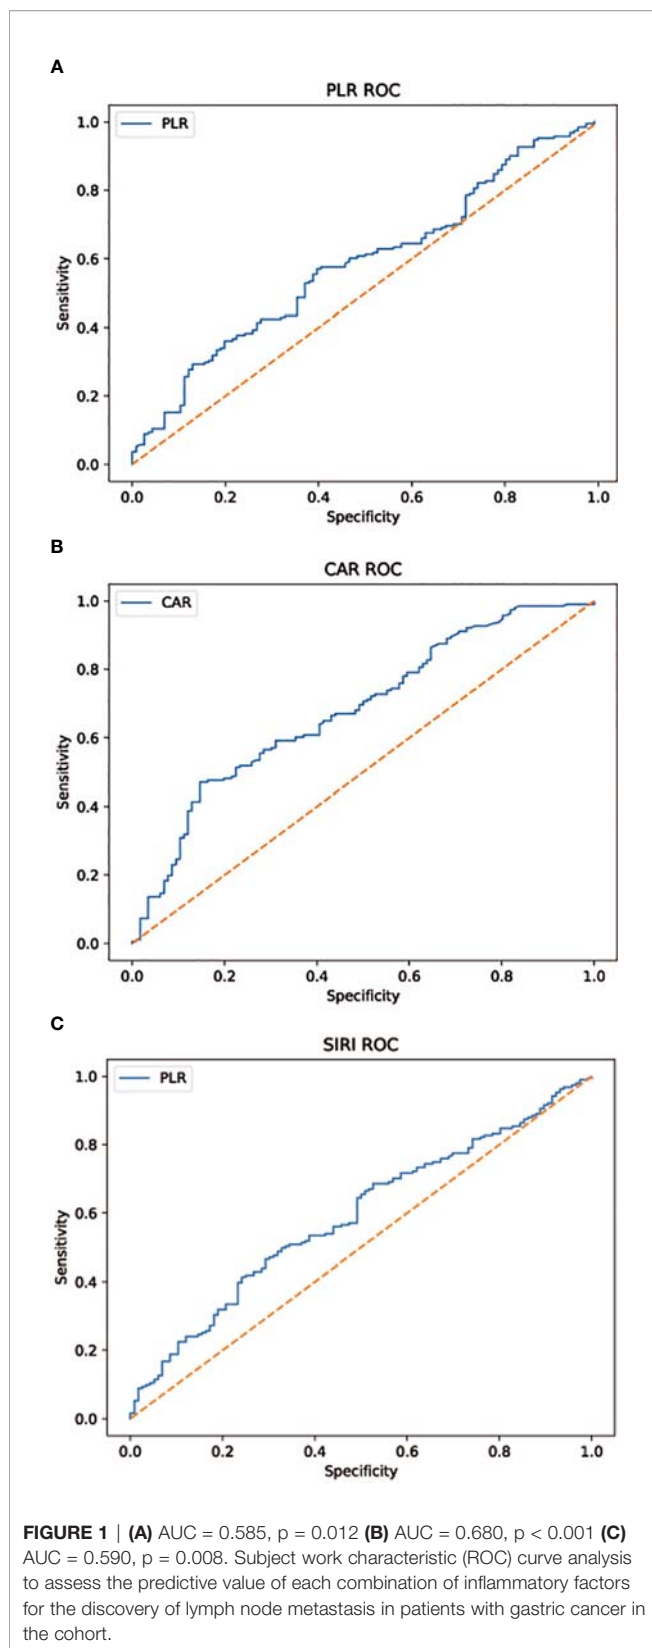 A
PLR ROC
PLR
1.0
0.8
0.6
0.4
0.2
0.0
Sensitivity
0.0 0.2 0.4 0.6 0.8 1.0
Specificity
B
CAR ROC
CAR
1.0
0.8
0.6
0.4
0.2
0.0
Sensitivity
0.0 0.2 0.4 0.6 0.8 1.0
Specificity
C
SIRI ROC
PLR
1.0
0.8
0.6
0.4
0.2
0.0
Sensitivity
0.0 0.2 0.4 0.6 0.8 1.0
Specificity
FIGURE 1 | (A) AUC = 0.585, p = 0.012 (B) AUC = 0.680, p < 0.001 (C)
AUC = 0.590, p = 0.008. Subject work characteristic (ROC) curve analysis
to assess the predictive value of each combination of inflammatory factors
for the discovery of lymph node metastasis in patients with gastric cancer in
the cohort.